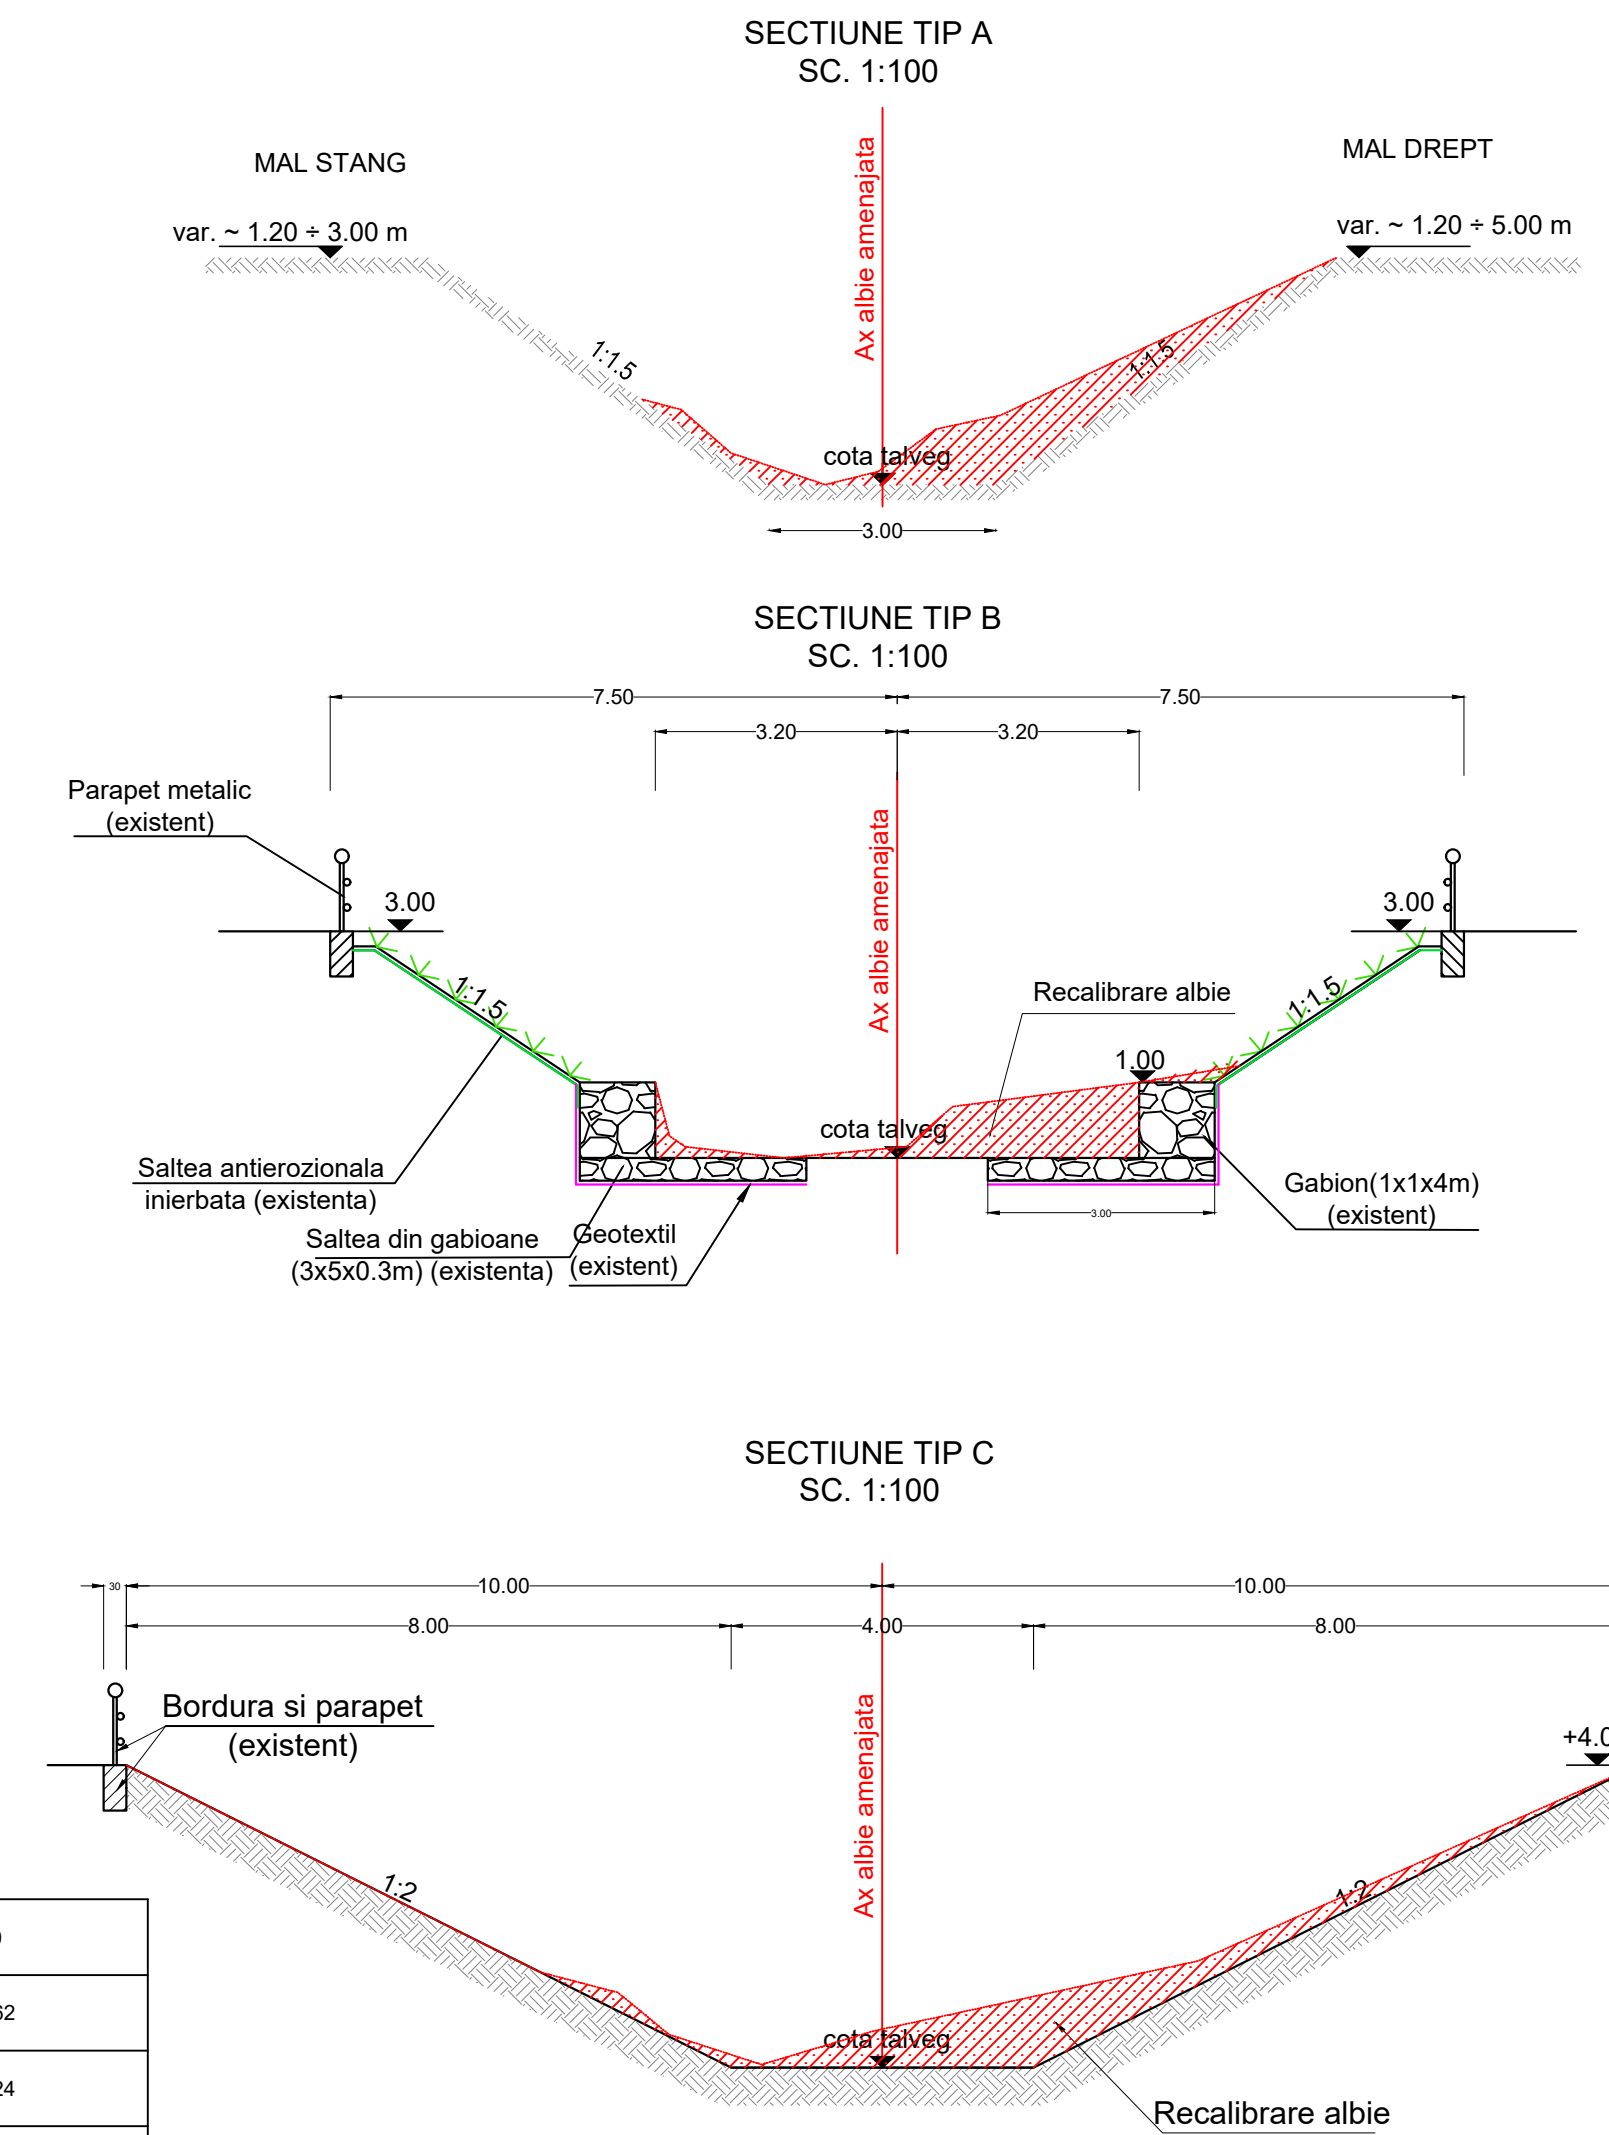 SECTIUNE TIP A
SC. 1:100
Ax albie amenajata
MAL STANG
MAL DREPT
var. ~ 1.20 ÷ 3.00 m
var. ~ 1.20 ÷ 5.00 m
1:1.5
1:1.5
cota talveg
3.00
SECTIUNE TIP B
SC. 1:100
7.50
7.50
3.20
3.20
Parapet metalic
(existent)
Ax albie amenajata
3.00
3.00
1:1.5
1:1.5
Recalibrare albie
1.00
cota talveg
Saltea antierozionala
inierbata (existenta)
Gabion(1x1x4m)
(existent)
3.00
Saltea din gabioane
(3x5x0.3m) (existenta)
Geotextil
(existent)
SECTIUNE TIP C
SC. 1:100
30
10.00
10.00
8.00
4.00
8.00
Bordura si parapet
(existent)
Ax albie amenajata
+4.0
1:2
1:2
62
cota talveg
24
Recalibrare albie